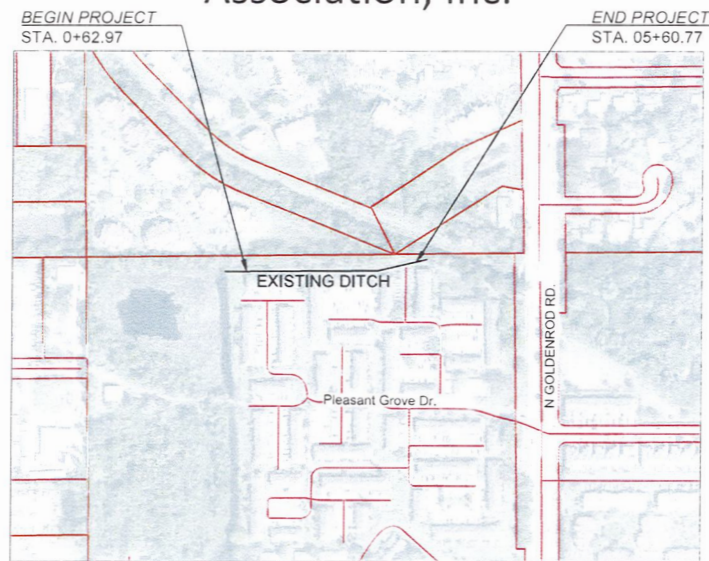 Association, Inc.
BEGIN PROJECT
STA. 0+62.97
END PROJECT
STA. 05+60.77
EXISTING DITCH
N GOLDENROD RD.
Pleasant Grove Dr.